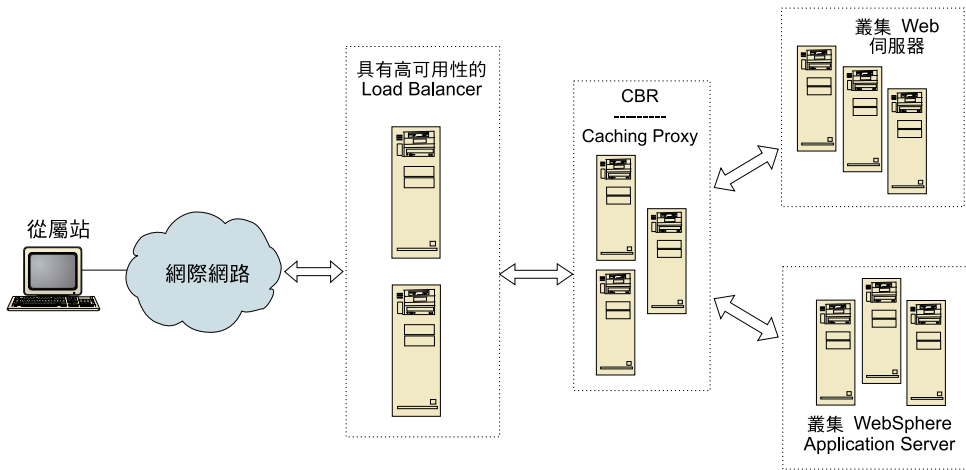 從屬站
網際網路
具有高可用性的
Load Balancer
CBR
---------
Caching Proxy
叢集 Web
伺服器
叢集 WebSphere
Application Server